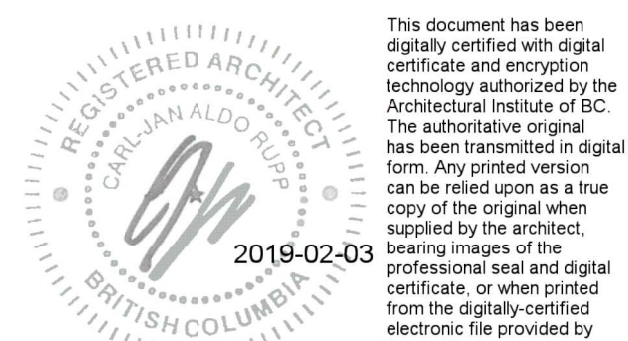 REGISTERED ARCHITECT
CARL-JAN ALDO RUPP
2019-02-03
BRITISH COLUMBIA
This document has been
digitally certified with digital
certificate and encryption
technology authorized by the
Architectural Institute of BC.
The authoritative original
has been transmitted in digital
form. Any printed version
can be relied upon as a true
copy of the original when
supplied by the architect,
bearing images of the
professional seal and digital
certificate, or when printed
from the digitally-certified
electronic file provided by